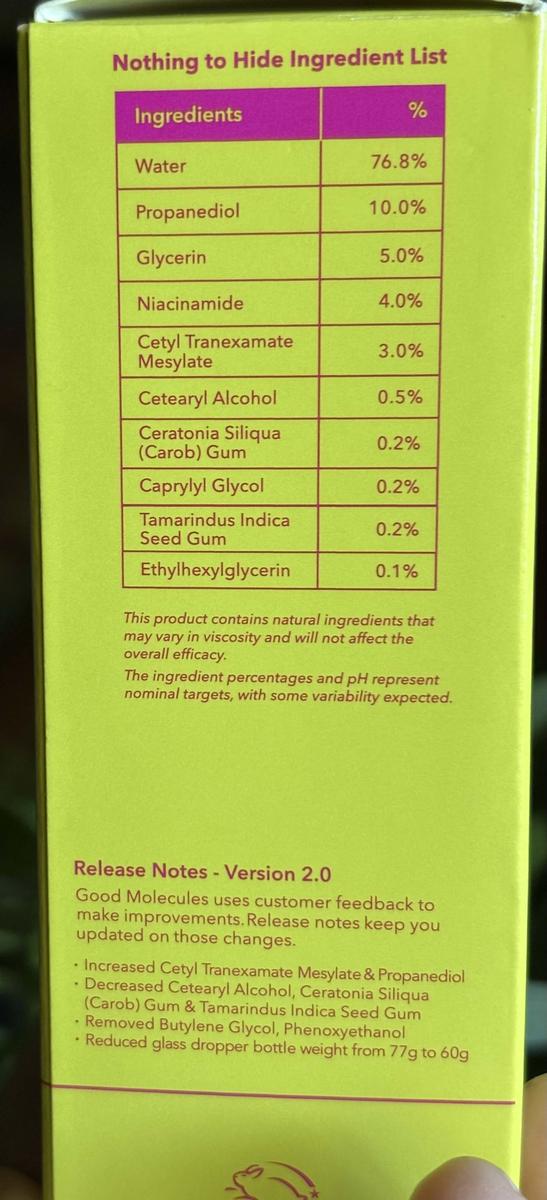 Nothing to Hide Ingredient List
Ingredients %
Water 76.8%
Propanediol 10.0%
Glycerin 5.0%
Niacinamide 4.0%
Cetyl Tranexamate
Mesylate 3.0%
Cetearyl Alcohol 0.5%
Ceratonia Siliqua
(Carob) Gum 0.2%
Caprylyl Glycol 0.2%
Tamarindus Indica
Seed Gum 0.2%
Ethylhexylglycerin 0.1%
This product contains natural ingredients that
may vary in viscosity and will not affect the
overall efficacy.
The ingredient percentages and pH represent
nominal targets, with some variability expected.
Release Notes - Version 2.0
Good Molecules uses customer feedback to
make improvements. Release notes keep you
updated on those changes.
· Increased Cetyl Tranexamate Mesylate & Propanediol
· Decreased Cetearyl Alcohol, Ceratonia Siliqua
(Carob) Gum & Tamarindus Indica Seed Gum
· Removed Butylene Glycol, Phenoxyethanol
· Reduced glass dropper bottle weight from 77g to 60g